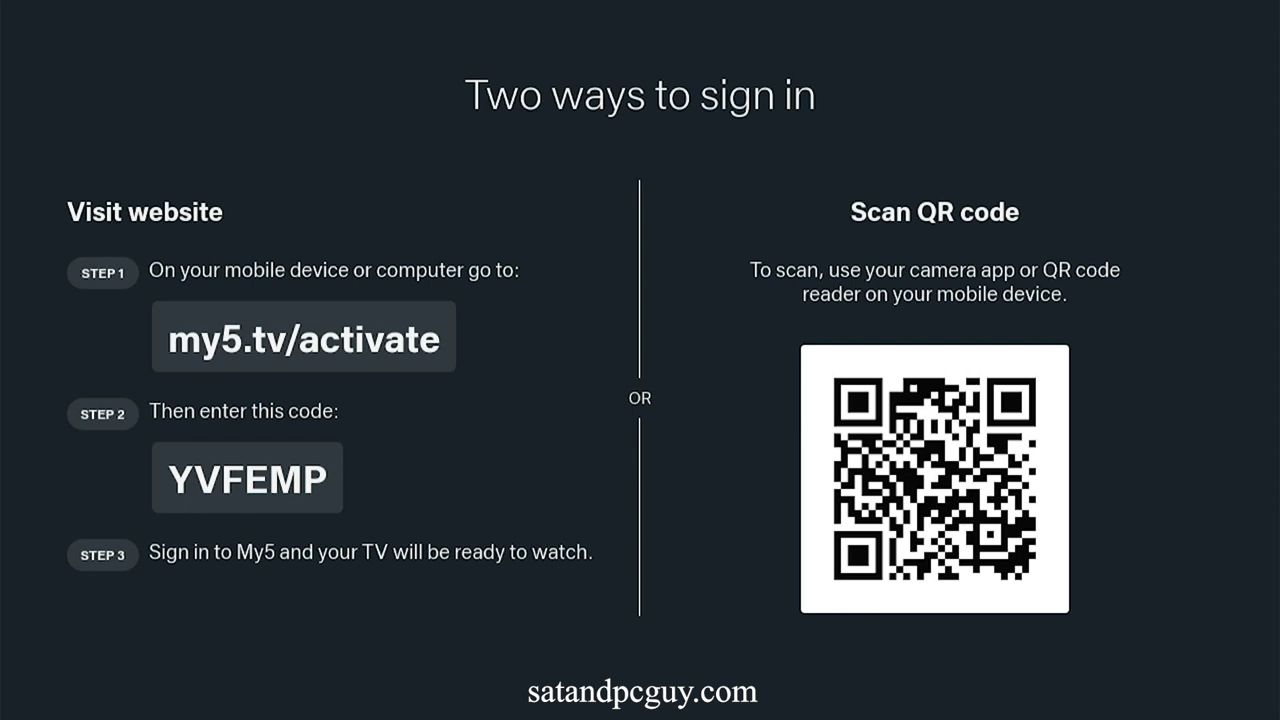 Two ways to sign in
Visit website
STEP 1 On your mobile device or computer go to:
my5.tv/activate
STEP 2 Then enter this code:
YVFEMP
STEP 3 Sign in to My5 and your TV will be ready to watch.
OR
Scan QR code
To scan, use your camera app or QR code
reader on your mobile device.
satandpcguy.com